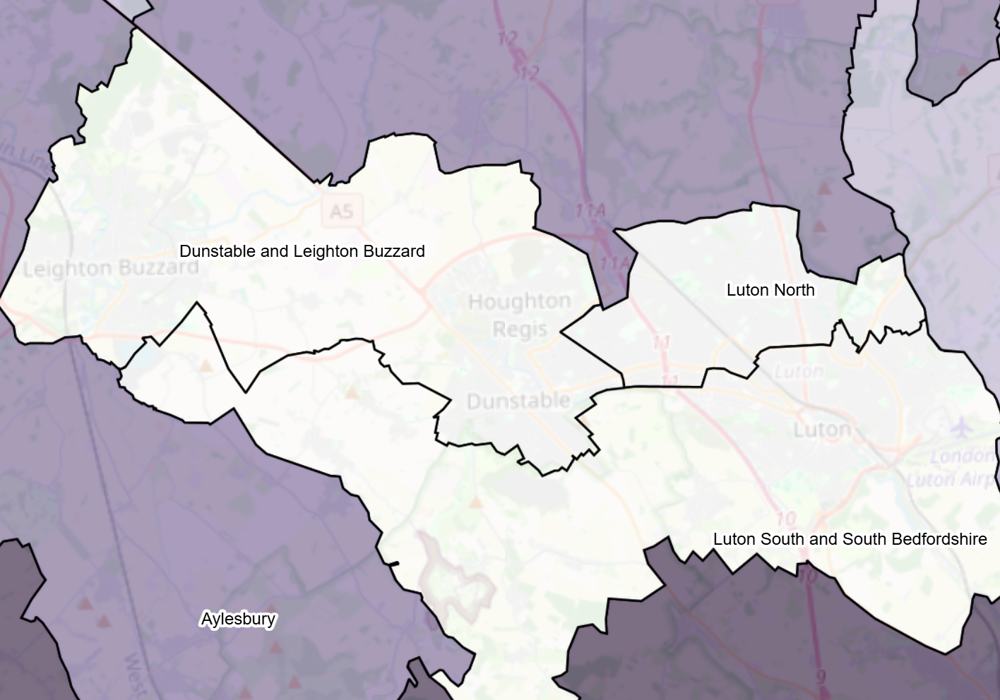 12
12
11A
A5
11A
Dunstable and Leighton Buzzard
Leighton Buzzard
Luton North
Houghton
Regis
11
Luton
11
Dunstable
Luton
London
Luton Airp
10
Luton South and South Bedfordshire
10
Aylesbury
West
9